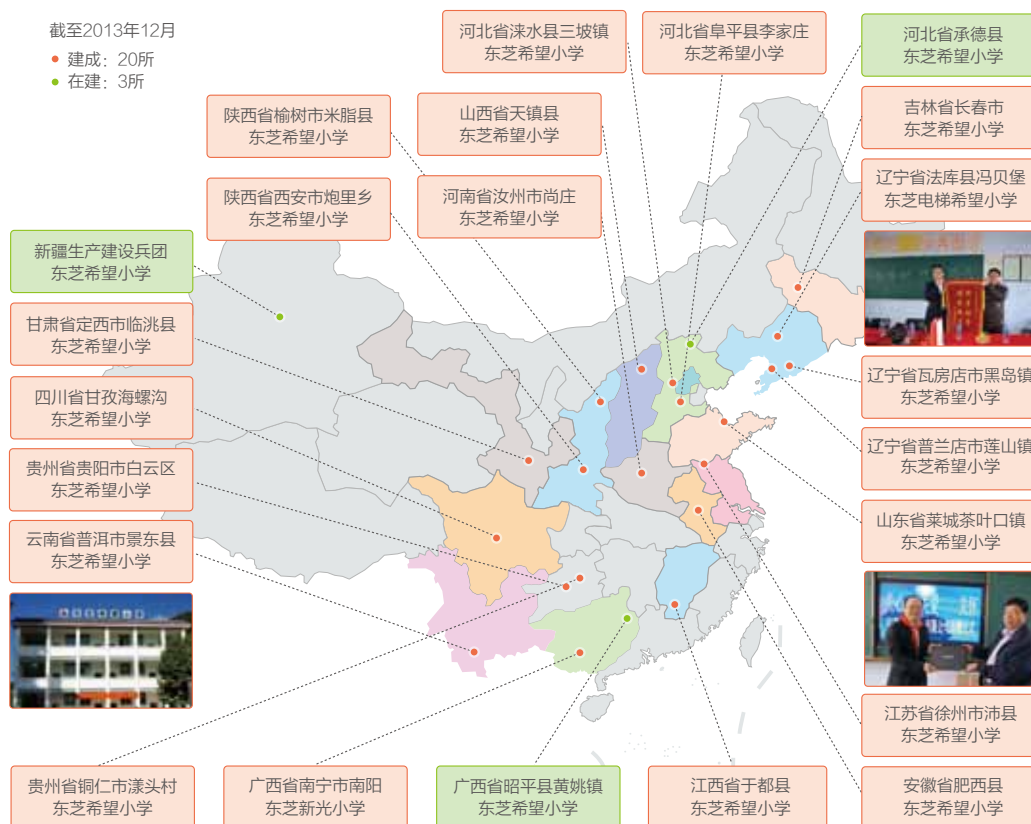 截至2013年12月
建成：20所
在建：3所
河北省涞水县三坡镇
东芝希望小学
河北省阜平县李家庄
东芝希望小学
河北省承德县
东芝希望小学
陕西省榆树市米脂县
东芝希望小学
山西省天镇县
东芝希望小学
吉林省长春市
东芝希望小学
陕西省西安市炮里乡
东芝希望小学
河南省汝州市尚庄
东芝希望小学
辽宁省法库县冯贝堡
东芝电梯希望小学
新疆生产建设兵团
东芝希望小学
甘肃省定西市临洮县
东芝希望小学
四川省甘孜海螺沟
东芝希望小学
贵州省贵阳市白云区
东芝希望小学
云南省普洱市景东县
东芝希望小学
辽宁省瓦房店市黑岛镇
东芝希望小学
辽宁省普兰店市莲山镇
东芝希望小学
山东省莱城茶叶口镇
东芝希望小学
江苏省徐州市沛县
东芝希望小学
贵州省铜仁市漾头村
东芝希望小学
广西省南宁市南阳
东芝新光小学
广西省昭平县黄姚镇
东芝希望小学
江西省于都县
东芝希望小学
安徽省肥西县
东芝希望小学